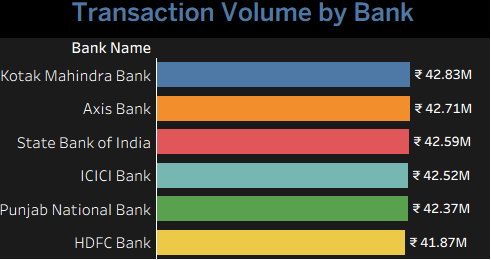 Transaction Volume by Bank
Bank Name
Kotak Mahindra Bank ₹ 42.83M
Axis Bank ₹ 42.71M
State Bank of India ₹ 42.59M
ICICI Bank ₹ 42.52M
Punjab National Bank ₹ 42.37M
HDFC Bank ₹ 41.87M